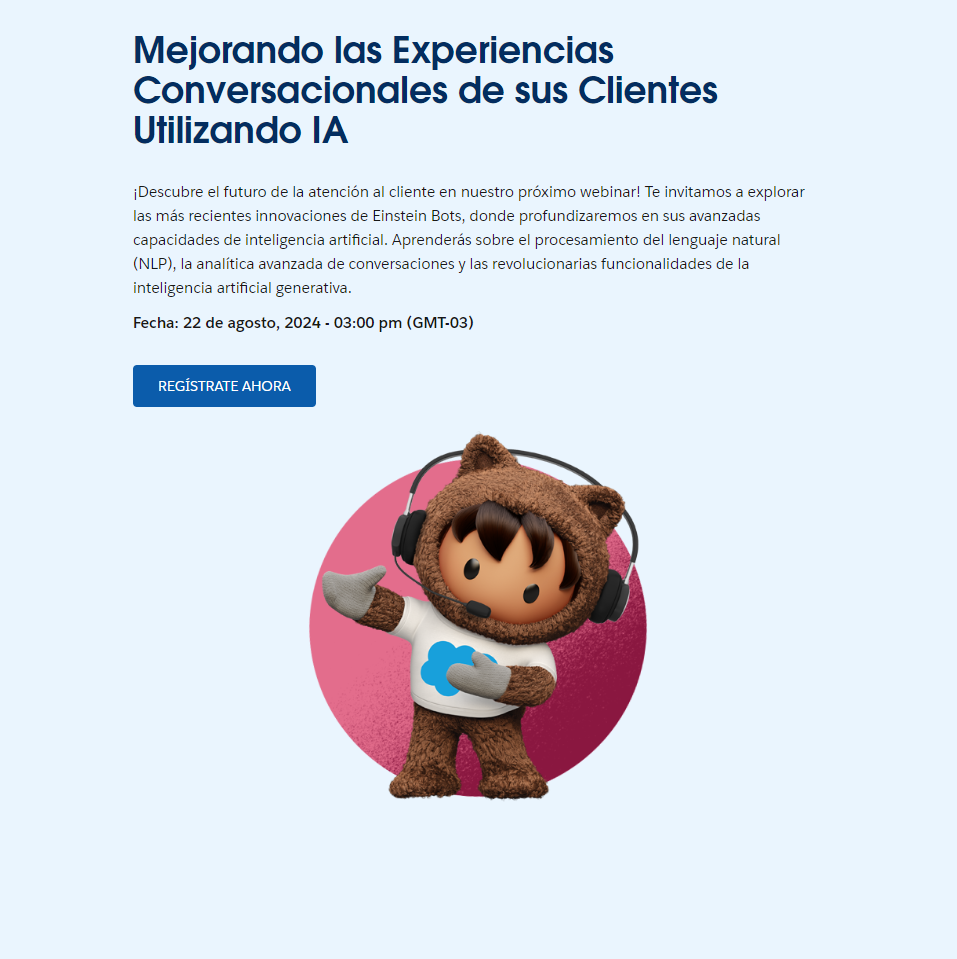 Mejorando las Experiencias
Conversacionales de sus Clientes
Utilizando IA
¡Descubre el futuro de la atención al cliente en nuestro próximo webinar! Te invitamos a explorar
las más recientes innovaciones de Einstein Bots, donde profundizaremos en sus avanzadas
capacidades de inteligencia artificial. Aprenderás sobre el procesamiento del lenguaje natural
(NLP), la analítica avanzada de conversaciones y las revolucionarias funcionalidades de la
inteligencia artificial generativa.
Fecha: 22 de agosto, 2024 - 03:00 pm (GMT-03)
REGÍSTRATE AHORA